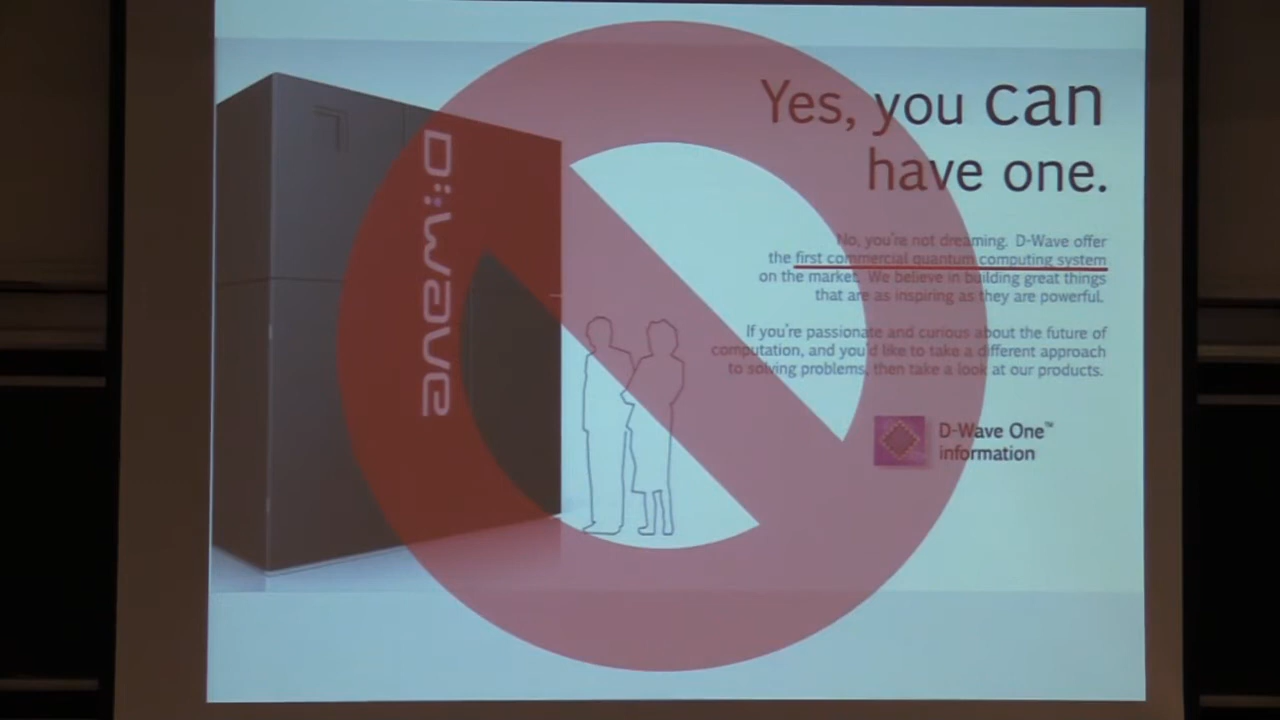 D:wave
Yes, you can
have one.
No, you're not dreaming. D-Wave offer
the first commercial quantum computing system
on the market. We believe in building great things
that are as inspiring as they are powerful.
If you're passionate and curious about the future of
computation, and you'd like to take a different approach
to solving problems, then take a look at our products.
D-Wave One™
information